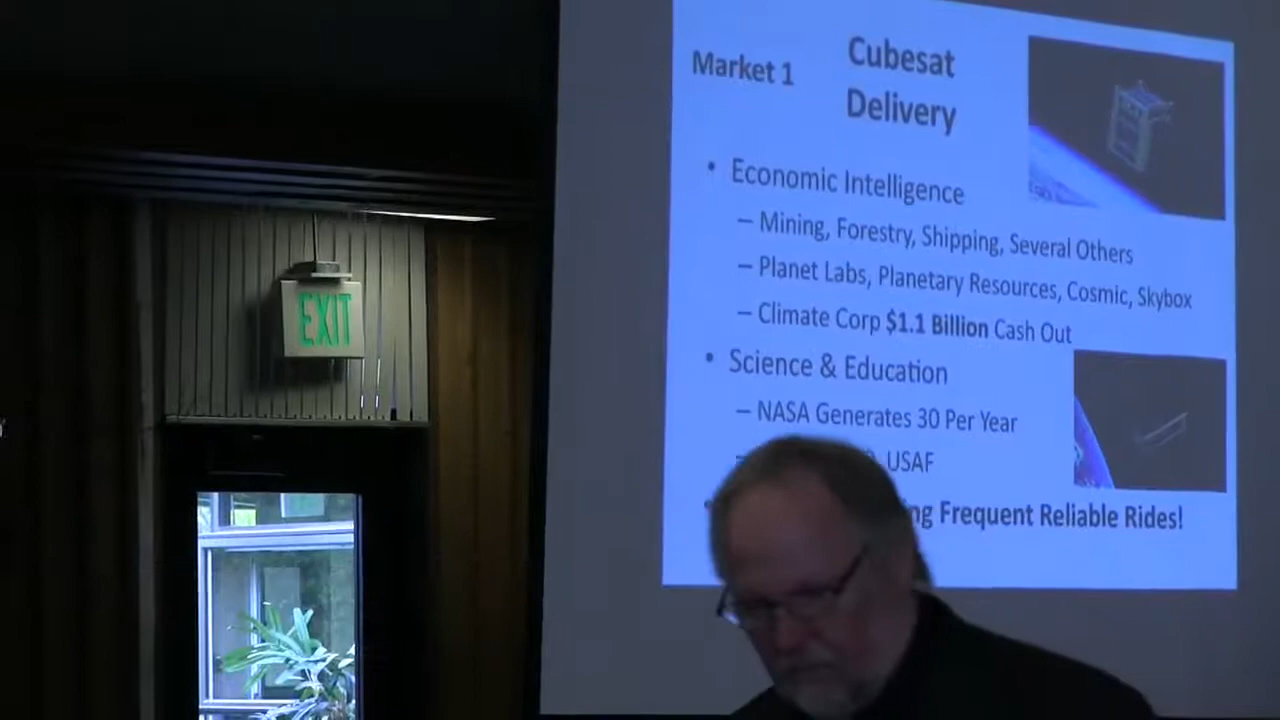 EXIT
Market 1
Cubesat
Delivery
• Economic Intelligence
– Mining, Forestry, Shipping, Several Others
– Planet Labs, Planetary Resources, Cosmic, Skybox
– Climate Corp $1.1 Billion Cash Out
• Science & Education
– NASA Generates 30 Per Year
– USAF
Frequent Reliable Rides!